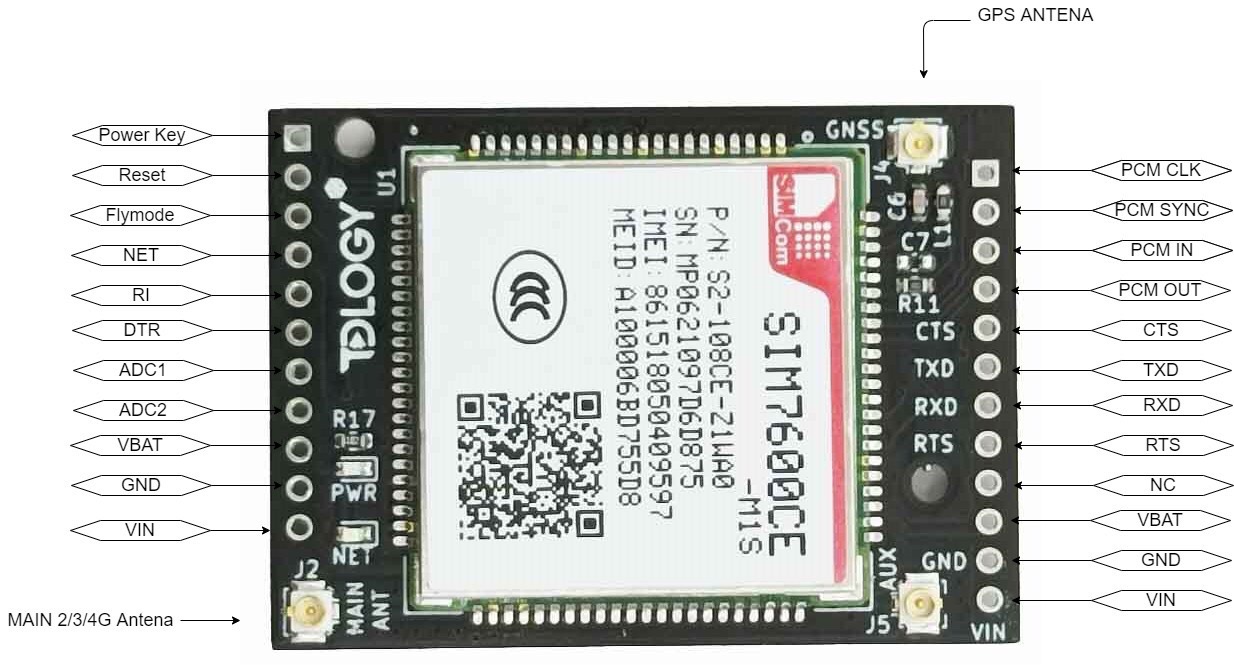 GPS ANTENA
Power Key
Reset
Flymode
NET
RI
DTR
ADC1
ADC2
VBAT
GND
VIN
MAIN 2/3/4G Antena
U1
TDLOGY
R17
PWR
NET
J2
MAIN
ANT
SIMCom
SIM7600CE
-M1S
P/N: S2-108CE-Z1WA0
SN: MP0621097D6D875
IMEI: 861518050409597
MEID: A100006BD755D8
GNSS
J4
C6
L1
C7
R11
CTS
TXD
RXD
RTS
GND
AUX
J5
VIN
PCM CLK
PCM SYNC
PCM IN
PCM OUT
CTS
TXD
RXD
RTS
NC
VBAT
GND
VIN